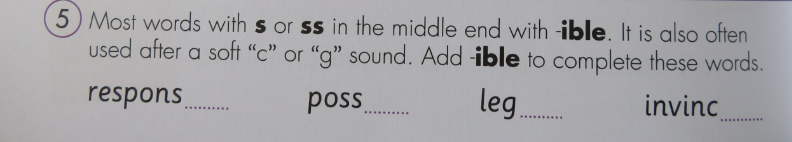 5 Most words with s or ss in the middle end with -ible. It is also often
used after a soft “c” or “g” sound. Add -ible to complete these words.
respons.......... poss.......... leg.......... invinc..........